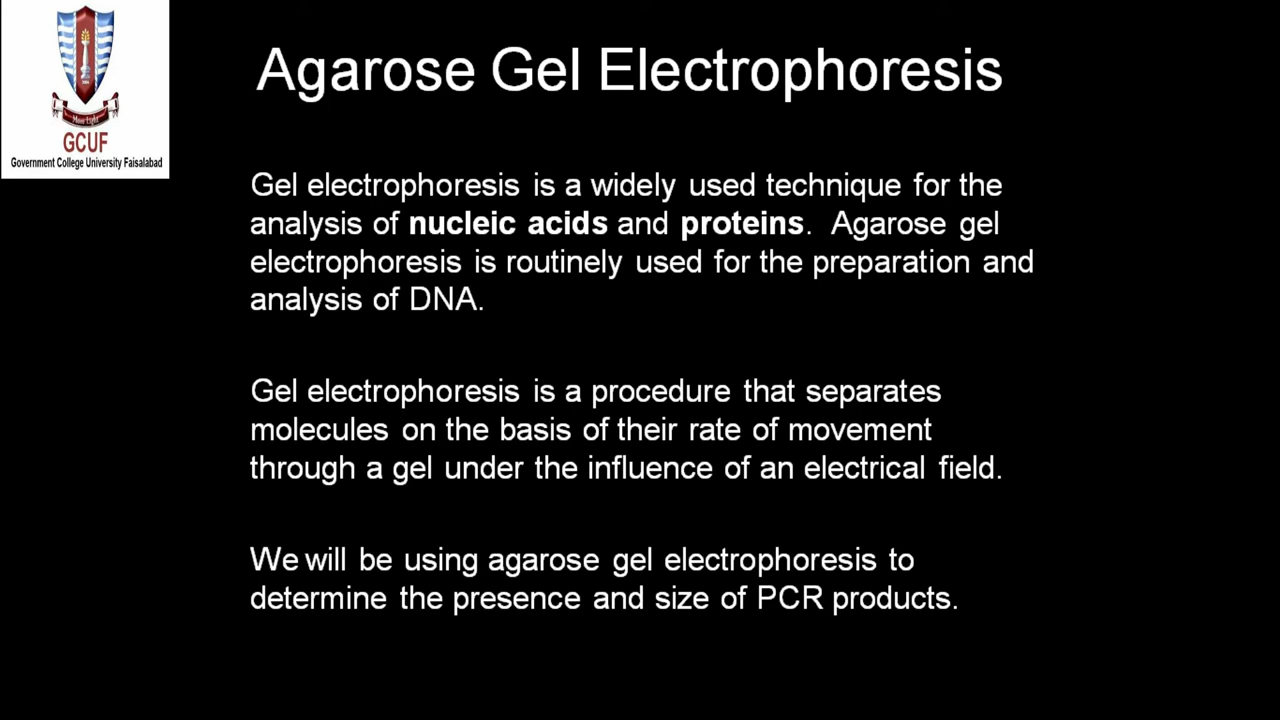 More Light
GCUF
Government College University Faisalabad
Agarose Gel Electrophoresis
Gel electrophoresis is a widely used technique for the
analysis of nucleic acids and proteins. Agarose gel
electrophoresis is routinely used for the preparation and
analysis of DNA.
Gel electrophoresis is a procedure that separates
molecules on the basis of their rate of movement
through a gel under the influence of an electrical field.
We will be using agarose gel electrophoresis to
determine the presence and size of PCR products.